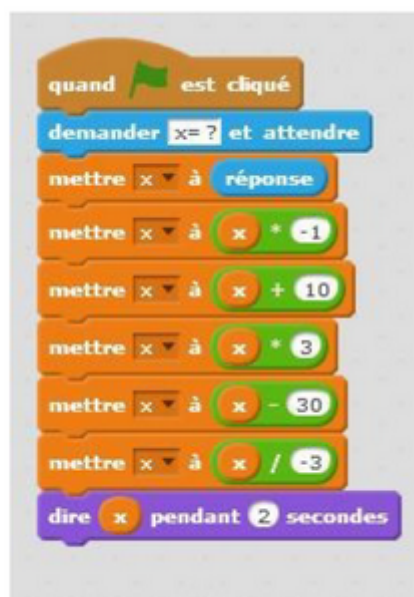 quand est cliqué
demander x= ? et attendre
mettre x à réponse
mettre x à x * -1
mettre x à x + 10
mettre x à x * 3
mettre x à x - 30
mettre x à x / -3
dire x pendant 2 secondes